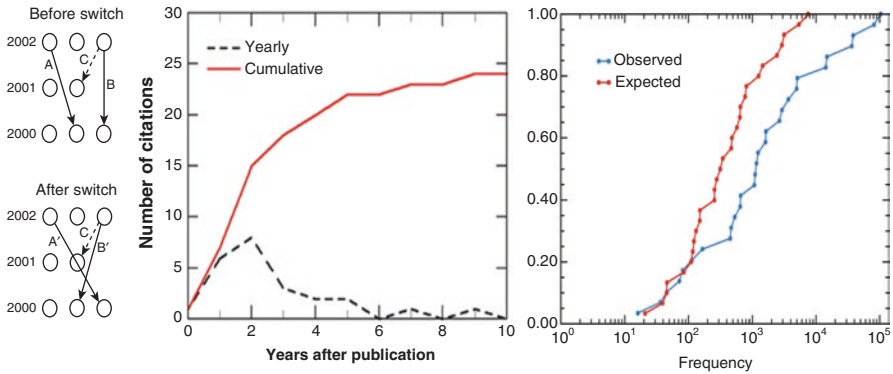 Before switch
2002
A
C
2001
B
2000
After switch
2002
A′
C
B′
2001
2000
Number of citations
30
25
20
15
10
5
0
Yearly
Cumulative
0 2 4 6 8 10
Years after publication
1.00
0.80
0.60
0.40
0.20
0.00
Observed
Expected
10⁰ 10¹ 10² 10³ 10⁴ 10⁵
Frequency